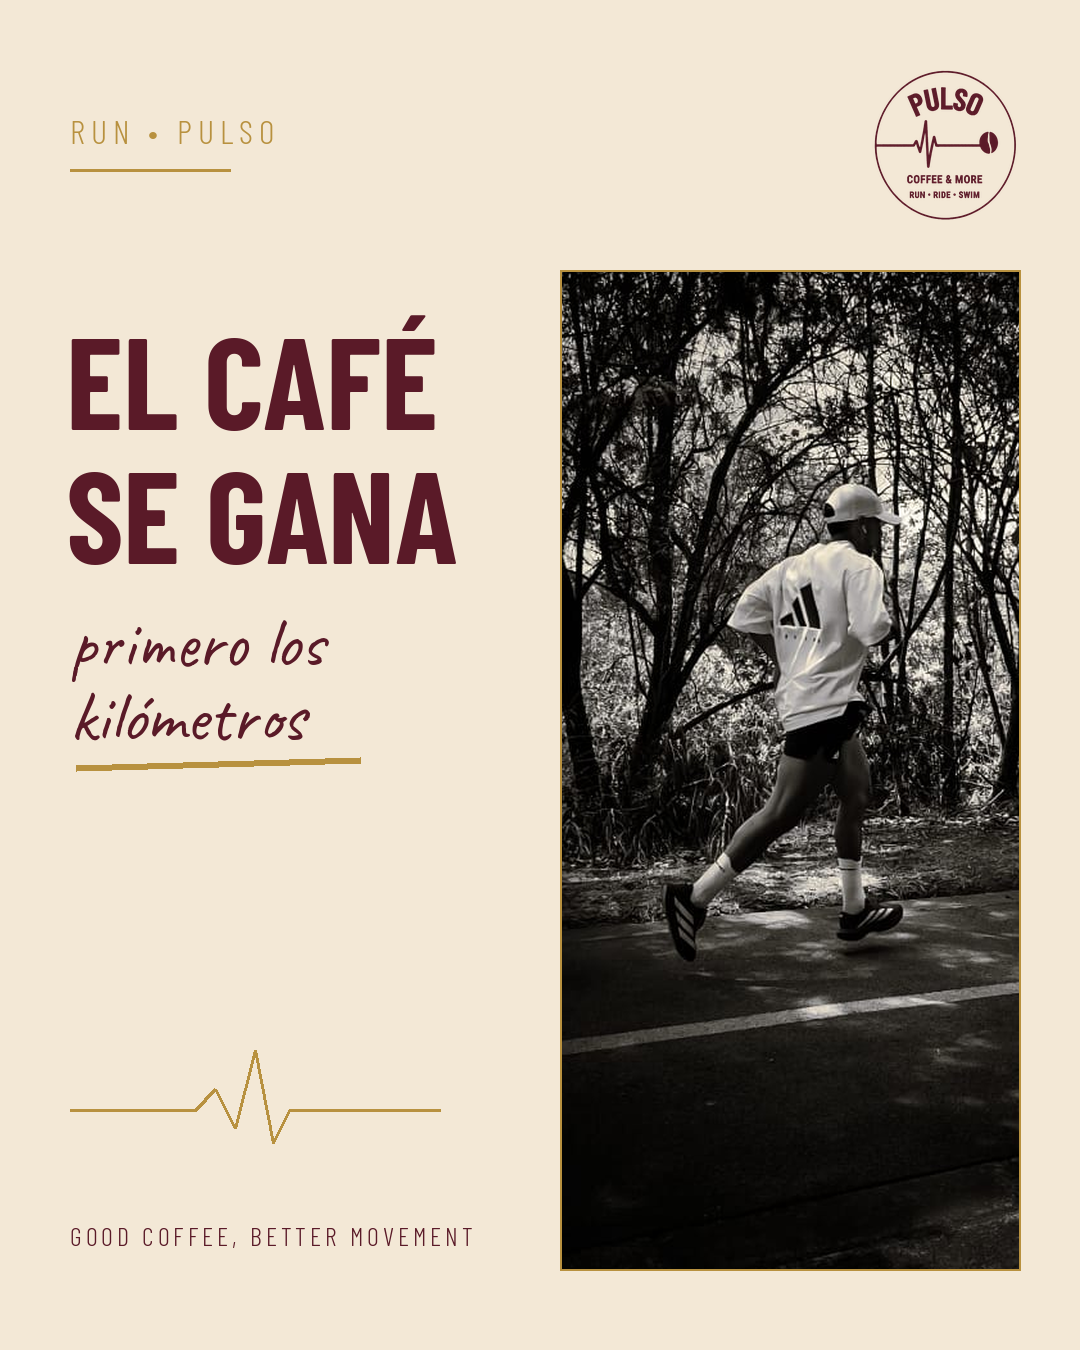 RUN • PULSO
PULSO
COFFEE & MORE
RUN • RIDE • SWIM
EL CAFÉ
SE GANA
primero los
kilómetros
GOOD COFFEE, BETTER MOVEMENT